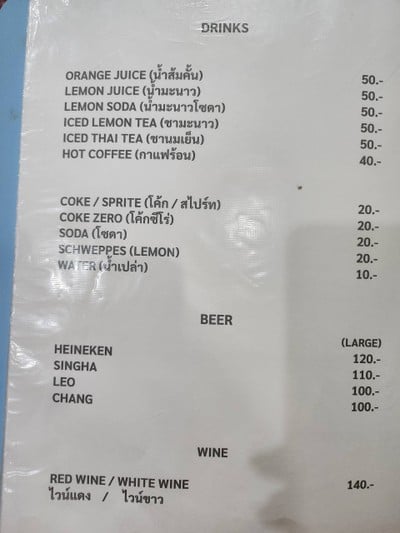 DRINKS
ORANGE JUICE (น้ำส้มคั้น) 50.-
LEMON JUICE (น้ำมะนาว) 50.-
LEMON SODA (น้ำมะนาวโซดา) 50.-
ICED LEMON TEA (ชามะนาว) 50.-
ICED THAI TEA (ชานมเย็น) 50.-
HOT COFFEE (กาแฟร้อน) 40.-
COKE / SPRITE (โค้ก / สไปร์ท) 20.-
COKE ZERO (โค้กซีโร่) 20.-
SODA (โซดา) 20.-
SCHWEPPES (LEMON) 20.-
WATER (น้ำเปล่า) 10.-
BEER
(LARGE)
HEINEKEN 120.-
SINGHA 110.-
LEO 100.-
CHANG 100.-
WINE
RED WINE / WHITE WINE 140.-
ไวน์แดง / ไวน์ขาว